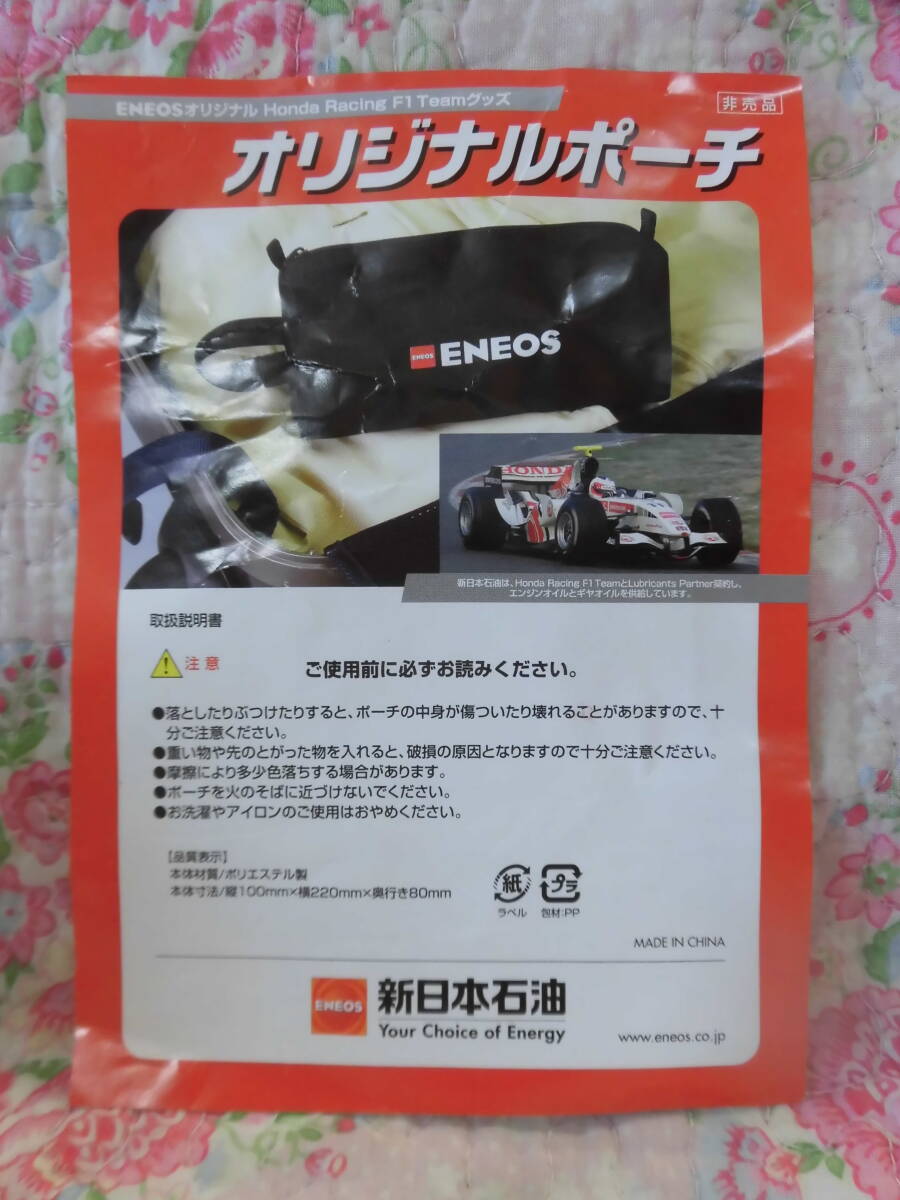 ENEOSオリジナル Honda Racing F1 Teamグッズ
非売品
オリジナルポーチ
ENEOS ENEOS
HONDA
新日本石油は、Honda Racing F1 TeamとLubricants Partner契約し、
エンジンオイルとギヤオイルを供給しています。
取扱説明書
注意
ご使用前に必ずお読みください。
●落としたりぶつけたりすると、ポーチの中身が傷ついたり壊れることがありますので、十
分ご注意ください。
●重い物や先のとがった物を入れると、破損の原因となりますので十分ご注意ください。
●摩擦により多少色落ちする場合があります。
●ポーチを火のそばに近づけないでください。
●お洗濯やアイロンのご使用はおやめください。
【品質表示】
本体材質/ポリエステル製
本体寸法/縦100mm×横220mm×奥行き80mm
紙 プラ
ラベル 包材:PP
MADE IN CHINA
ENEOS 新日本石油
Your Choice of Energy
www.eneos.co.jp